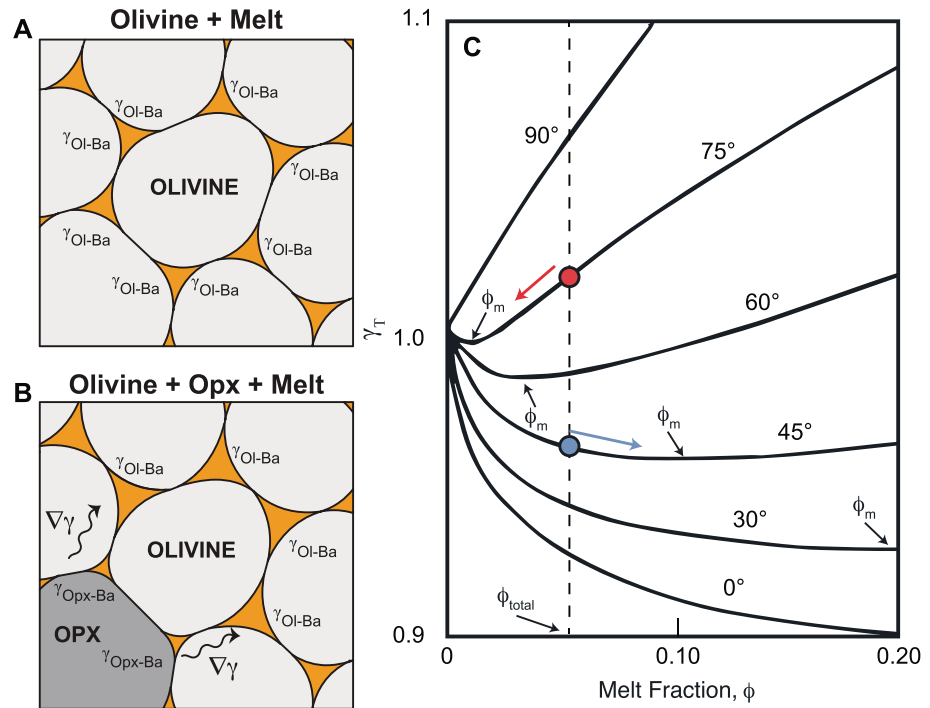 A
Olivine + Melt
γOl-Ba
γOl-Ba
γOl-Ba
γOl-Ba
OLIVINE
γOl-Ba
γOl-Ba
γOl-Ba
γOl-Ba
B
Olivine + Opx + Melt
γOl-Ba
γOl-Ba
∇γ
OLIVINE
γOl-Ba
γOpx-Ba
γOl-Ba
OPX
γOpx-Ba
∇γ
C
1.1
1.0
0.9
γT
90°
75°
60°
45°
30°
0°
ϕm
ϕm
ϕm
ϕm
ϕtotal
0
0.10
0.20
Melt Fraction, ϕ